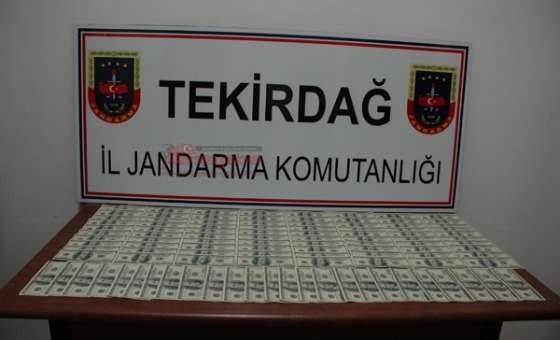 TEKİRDAĞ
İL JANDARMA KOMUTANLIĞI